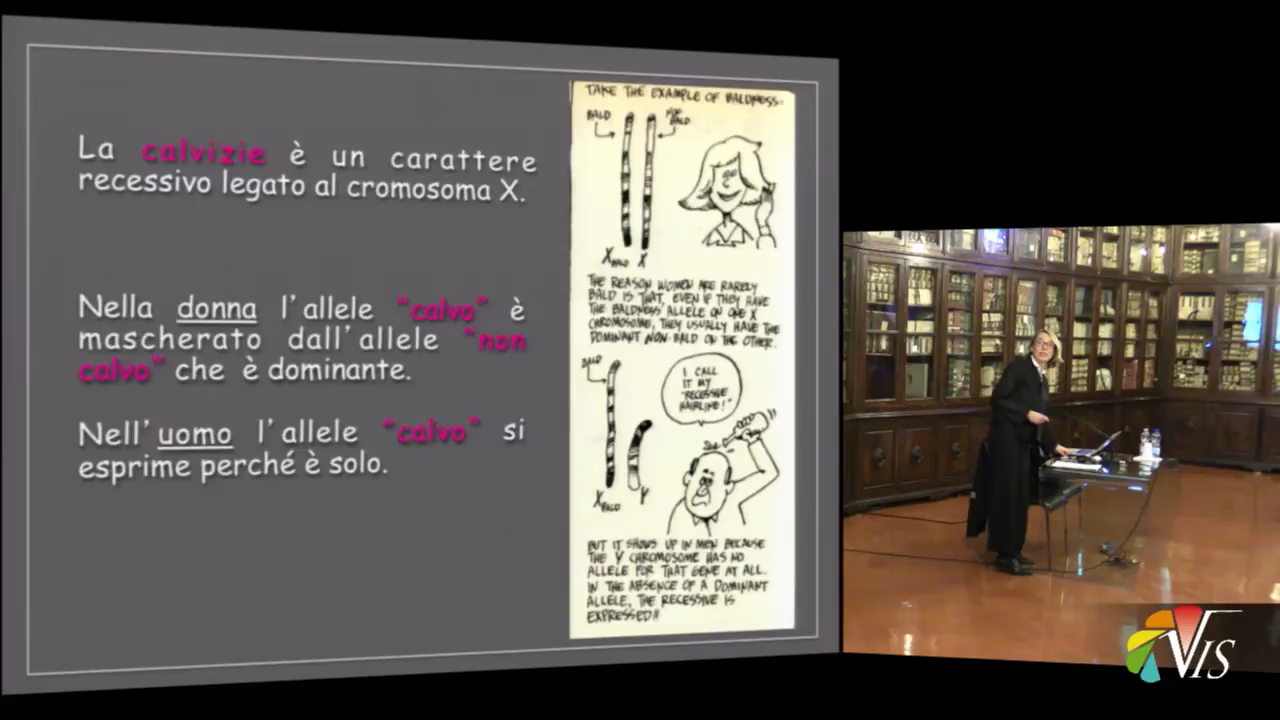 La calvizie è un carattere
recessivo legato al cromosoma X.
Nella donna l'allele "calvo" è
mascherato dall'allele "non
calvo" che è dominante.
Nell'uomo l'allele "calvo" si
esprime perché è solo.
TAKE THE EXAMPLE OF BALDNESS:
BALD
NON-
BALD
X BALD X
THE REASON WOMEN ARE RARELY
BALD IS THAT, EVEN IF THEY HAVE
THE BALDNESS ALLELE ON ONE X
CHROMOSOME, THEY USUALLY HAVE THE
DOMINANT NON-BALD ON THE OTHER.
BALD
I CALL
IT MY
"RECESSIVE
HAIRLINE!"
X BALD Y
BUT IT SHOWS UP IN MEN BECAUSE
THE Y CHROMOSOME HAS NO
ALLELE FOR THAT GENE AT ALL.
IN THE ABSENCE OF A DOMINANT
ALLELE, THE RECESSIVE IS
EXPRESSED!!
VIS